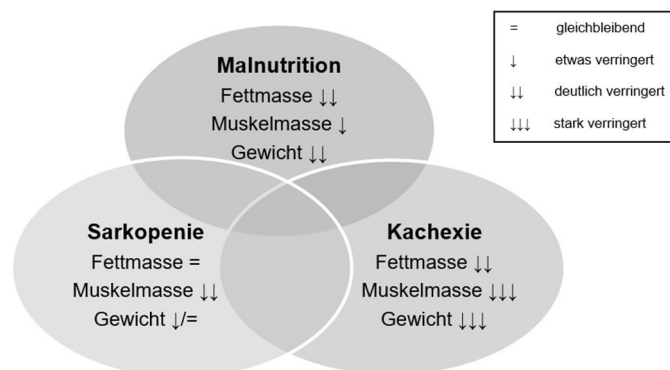 Malnutrition
Fettmasse ↓↓
Muskelmasse ↓
Gewicht ↓↓
= gleichbleibend
↓ etwas verringert
↓↓ deutlich verringert
↓↓↓ stark verringert
Sarkopenie
Fettmasse =
Muskelmasse ↓↓
Gewicht ↓/=
Kachexie
Fettmasse ↓↓
Muskelmasse ↓↓↓
Gewicht ↓↓↓